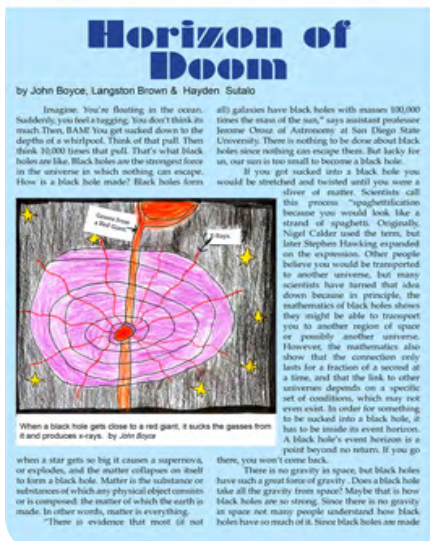 Horizon of
Doom
by John Boyce, Langston Brown & Hayden Sutalo
Imagine. You're floating in the ocean.
Suddenly, you feel a tugging. You don't think its
much. Then, BAM! You get sucked down to the
depths of a whirlpool. Think of that pull. Then
think 10,000 times that pull. That's what black
holes are like. Black holes are the strongest force
in the universe in which nothing can escape.
How is a black hole made? Black holes form
Gasses from
a Red Giant
X-Rays
When a black hole gets close to a red giant, it sucks the gasses from
it and produces x-rays. by John Boyce
when a star gets so big it causes a supernova,
or explodes, and the matter collapses on itself
to form a black hole. Matter is the substance or
substances of which any physical object consists
or is composed: the matter of which the earth is
made. In other words, matter is everything.
"There is evidence that most (if not
all) galaxies have black holes with masses 100,000
times the mass of the sun," says assistant professor
Jerome Orosz of Astronomy at San Diego State
University. There is nothing to be done about black
holes since nothing can escape them. But lucky for
us, our sun is too small to become a black hole.
If you got sucked into a black hole you
would be stretched and twisted until you were a
sliver of matter. Scientists call
this process "spaghettification
because you would look like a
strand of spaghetti. Originally,
Nigel Calder used the term, but
later Stephen Hawking expanded
on the expression. Other people
believe you would be transported
to another universe, but many
scientists have turned that idea
down because in principle, the
mathematics of black holes shows
they might be able to transport
you to another region of space
or possibly another universe.
However, the mathematics also
show that the connection only
lasts for a fraction of a second at
a time, and that the link to other
universes depends on a specific
set of conditions, which may not
even exist. In order for something
to be sucked into a black hole, it
has to be inside its event horizon.
A black hole's event horizon is a
point beyond no return. If you go
there, you won't come back.
There is no gravity in space, but black holes
have such a great force of gravity . Does a black hole
take all the gravity from space? Maybe that is how
black holes are so strong. Since there is no gravity
in space not many people understand how black
holes have so much of it. Since black holes are made